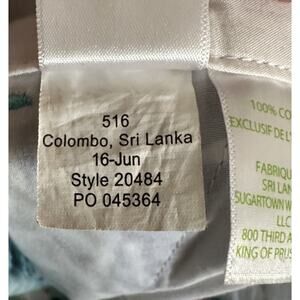 516
Colombo, Sri Lanka
16-Jun
Style 20484
PO 045364
100% CO
EXCLUSIF DE L'
FABRIQU
SRI LAN
SUGARTOWN W
LLC
800 THIRD A
KING OF PRUS